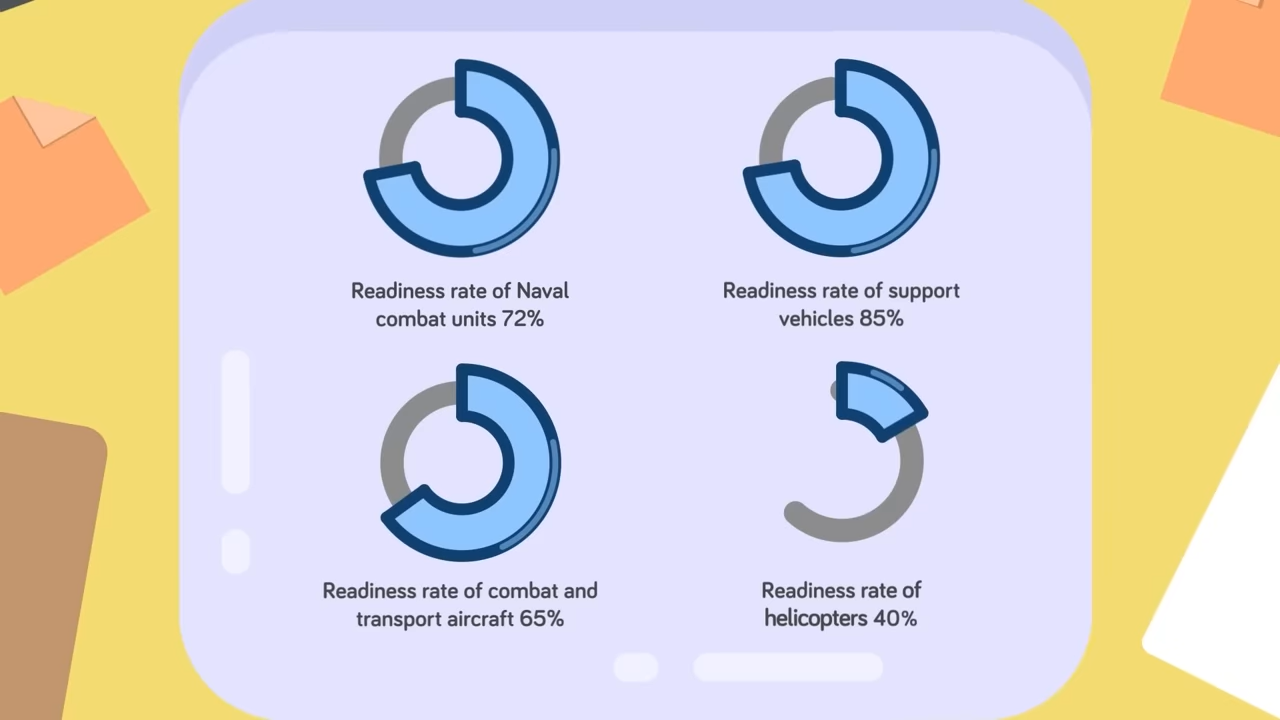 Readiness rate of Naval
combat units 72%
Readiness rate of support
vehicles 85%
Readiness rate of combat and
transport aircraft 65%
Readiness rate of
helicopters 40%